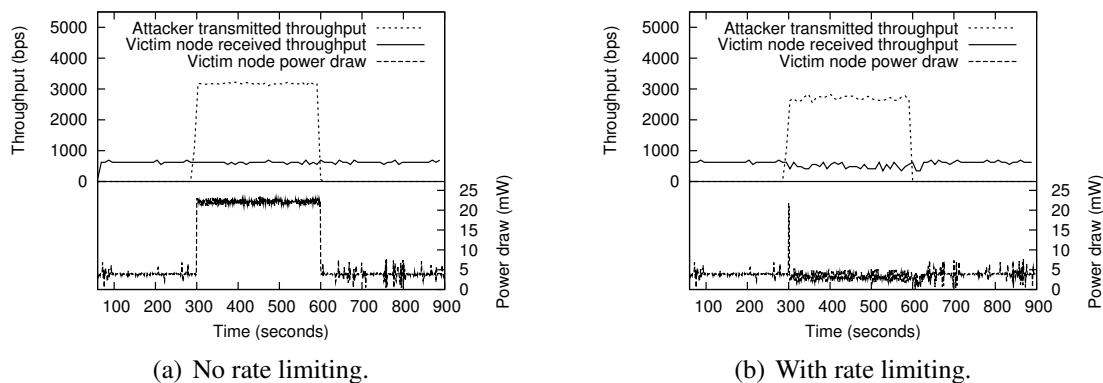 Throughput (bps)
5000
4000
3000
2000
1000
0
Attacker transmitted throughput
Victim node received throughput
Victim node power draw
25
20
15
10
5
0
Power draw (mW)
100 200 300 400 500 600 700 800 900
Time (seconds)
(a) No rate limiting.
Throughput (bps)
5000
4000
3000
2000
1000
0
Attacker transmitted throughput
Victim node received throughput
Victim node power draw
25
20
15
10
5
0
Power draw (mW)
100 200 300 400 500 600 700 800 900
Time (seconds)
(b) With rate limiting.